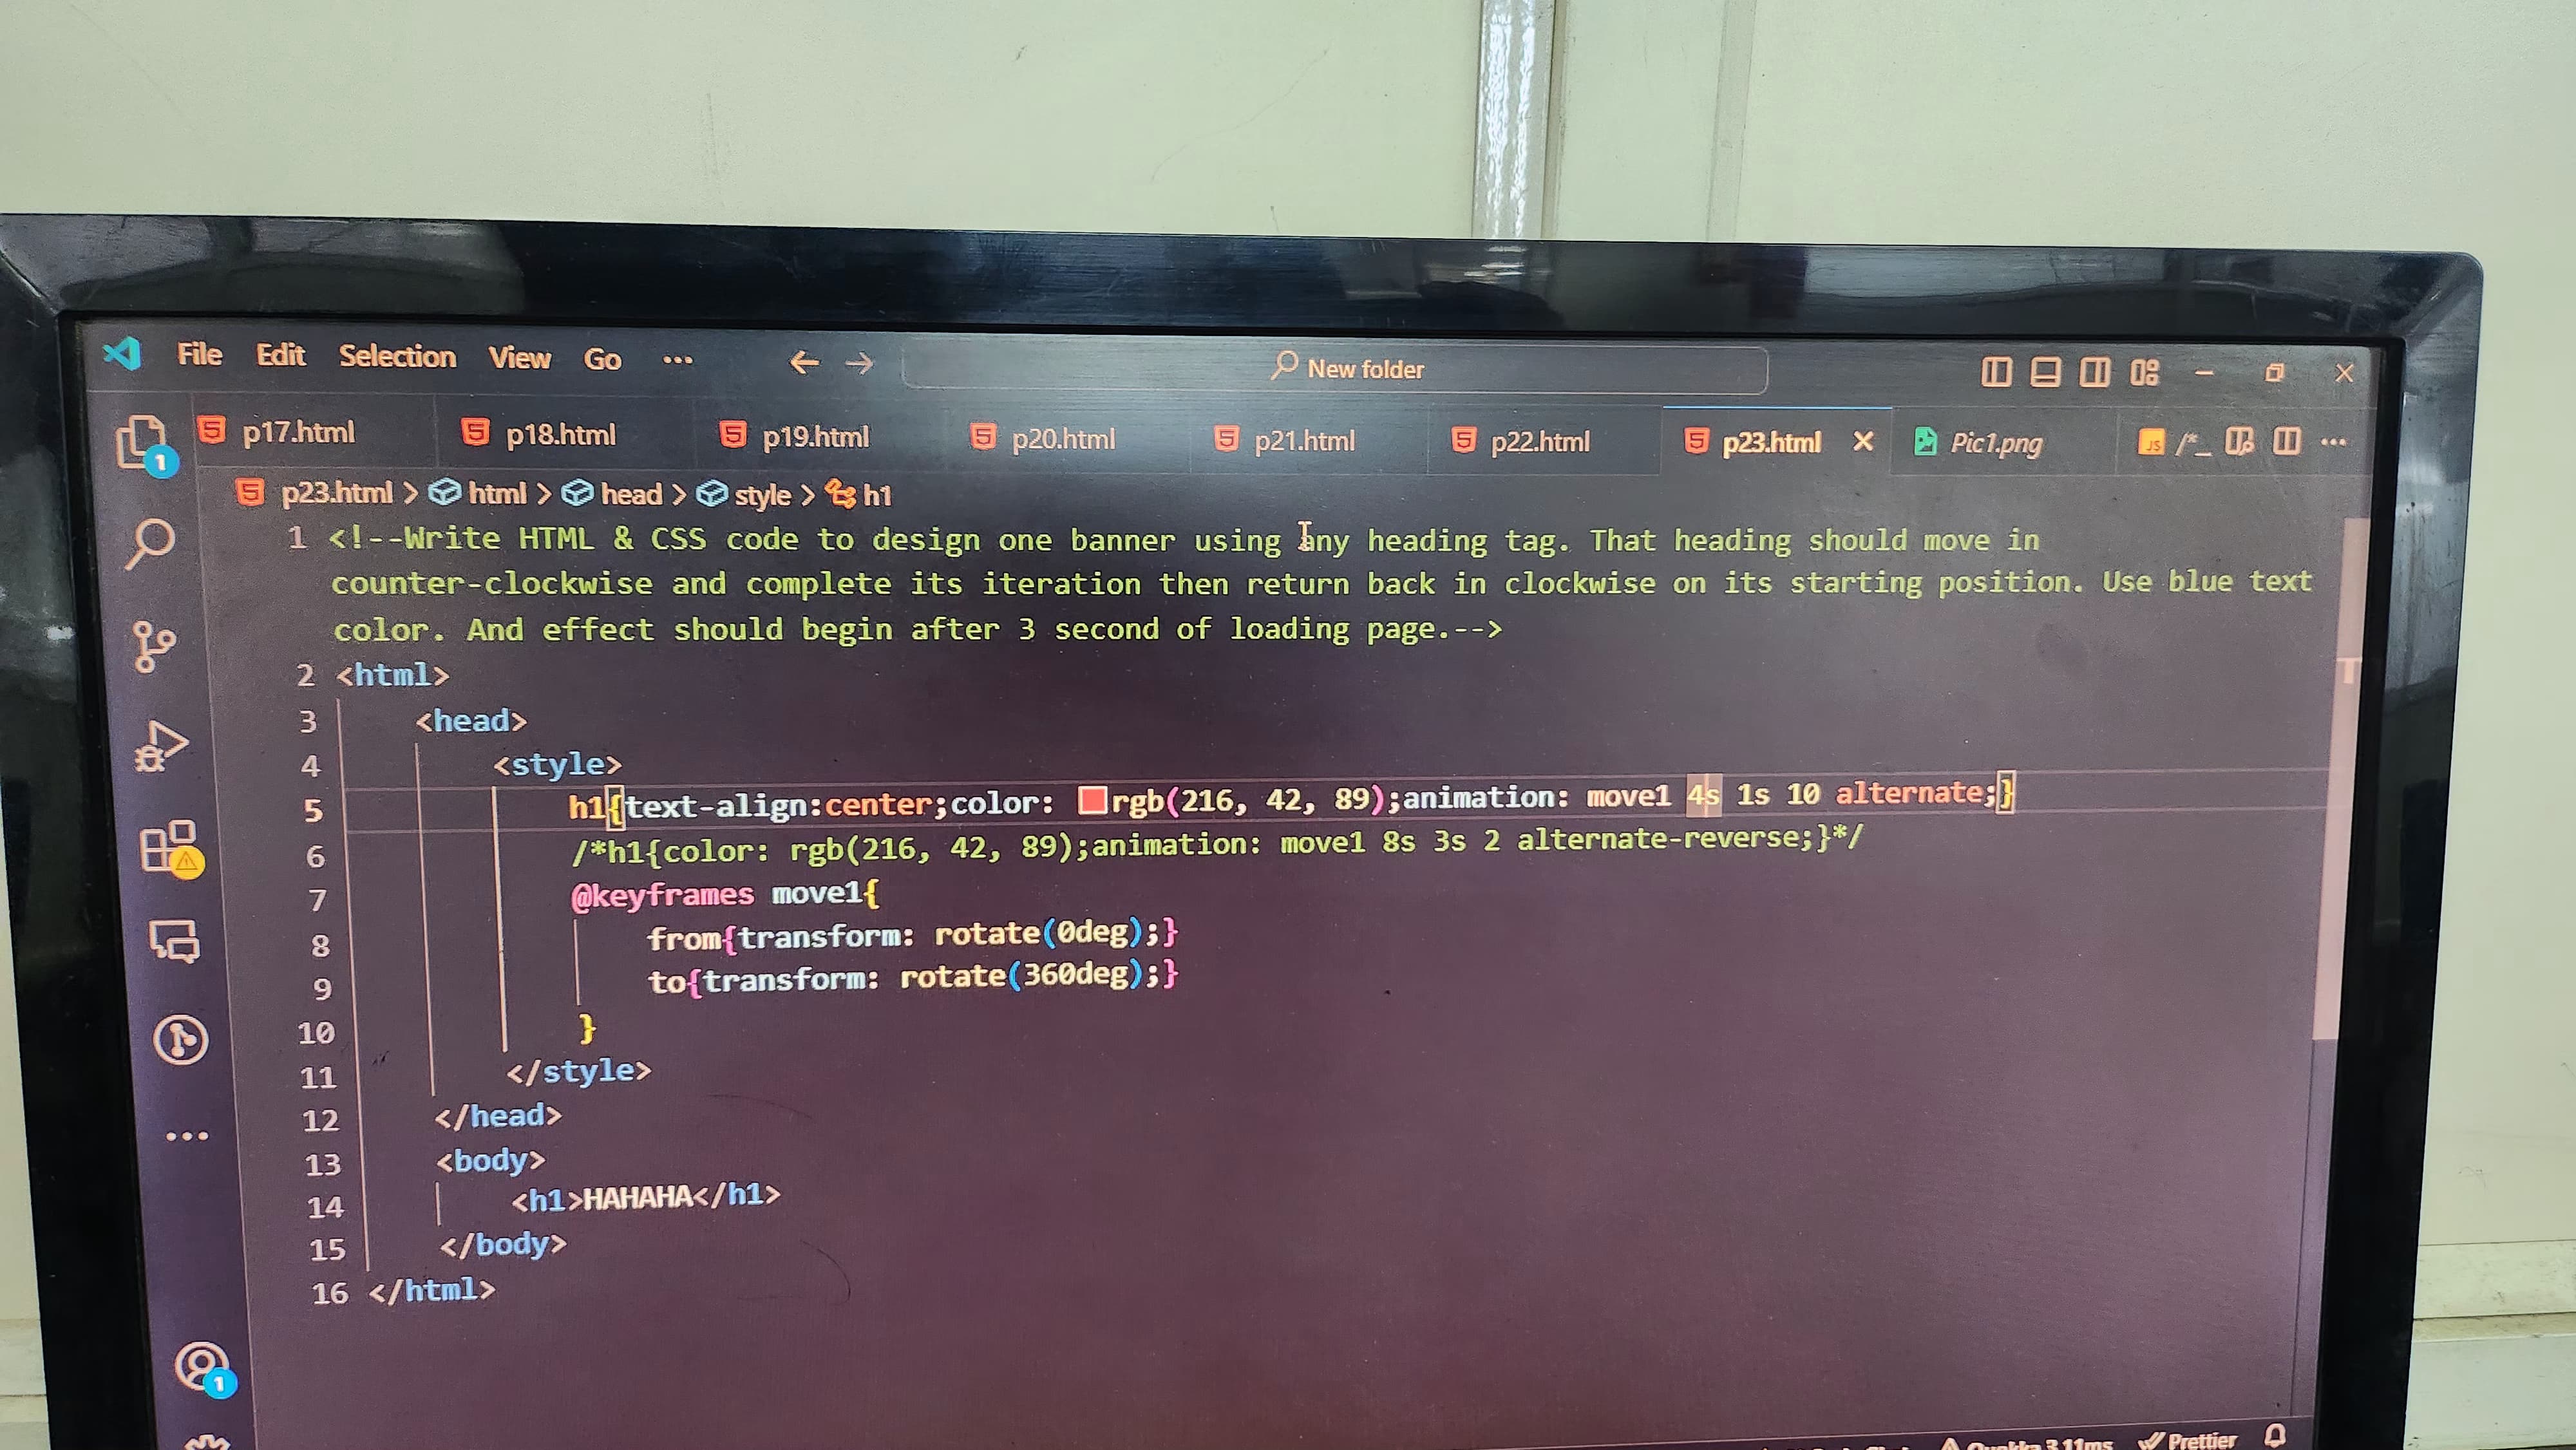 File Edit Selection View Go ··· New folder
p17.html p18.html p19.html p20.html p21.html p22.html p23.html Pic1.png JS /*_ ···
1
p23.html > html > head > style > h1
1 <!--Write HTML & CSS code to design one banner using any heading tag. That heading should move in
counter-clockwise and complete its iteration then return back in clockwise on its starting position. Use blue text
color. And effect should begin after 3 second of loading page.-->
2 <html>
3 <head>
4 <style>
5 h1{text-align:center;color: rgb(216, 42, 89);animation: move1 4s 1s 10 alternate;}
6 /*h1{color: rgb(216, 42, 89);animation: move1 8s 3s 2 alternate-reverse;}*/
7 @keyframes move1{
8 from{transform: rotate(0deg);}
9 to{transform: rotate(360deg);}
10 }
11 </style>
12 </head>
13 <body>
14 <h1>HAHAHA</h1>
15 </body>
16 </html>
1
Quokka 3.11ms Prettier